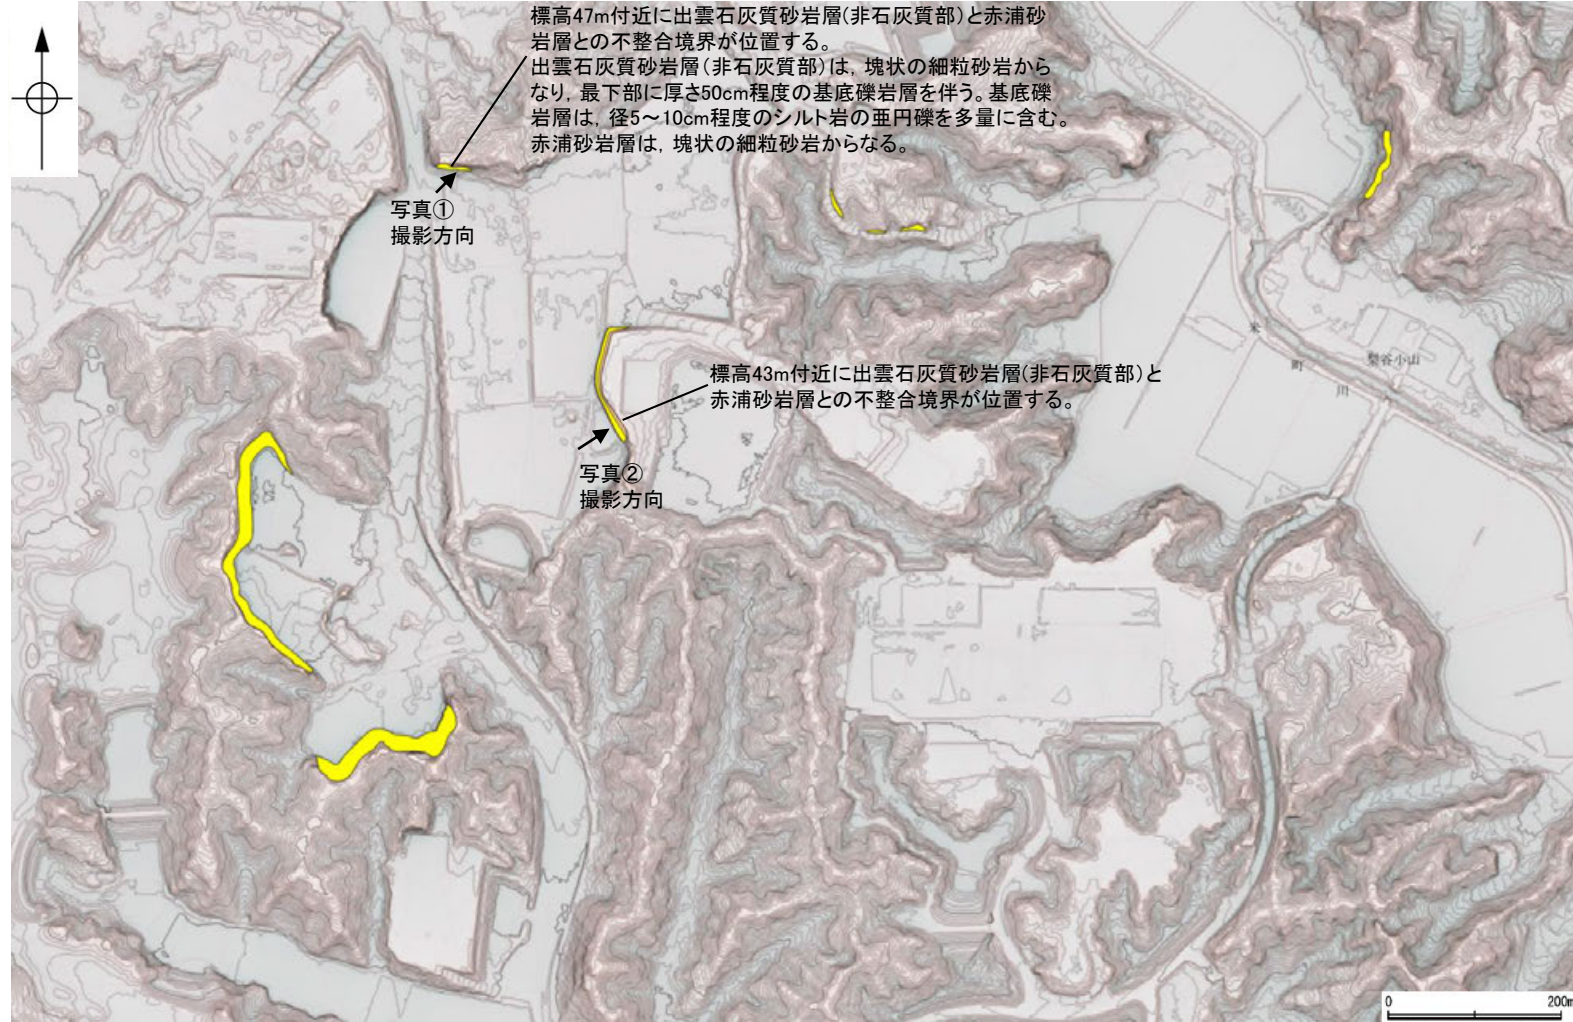 標高47m付近に出雲石灰質砂岩層(非石灰質部)と赤浦砂
岩層との不整合境界が位置する。
出雲石灰質砂岩層(非石灰質部)は，塊状の細粒砂岩から
なり，最下部に厚さ50cm程度の基底礫岩層を伴う。基底礫
岩層は，径5～10cm程度のシルト岩の亜円礫を多量に含む。
赤浦砂岩層は，塊状の細粒砂岩からなる。
写真①
撮影方向
標高43m付近に出雲石灰質砂岩層(非石灰質部)と
赤浦砂岩層との不整合境界が位置する。
写真②
撮影方向
米
町
川
梨谷小山
0
200m